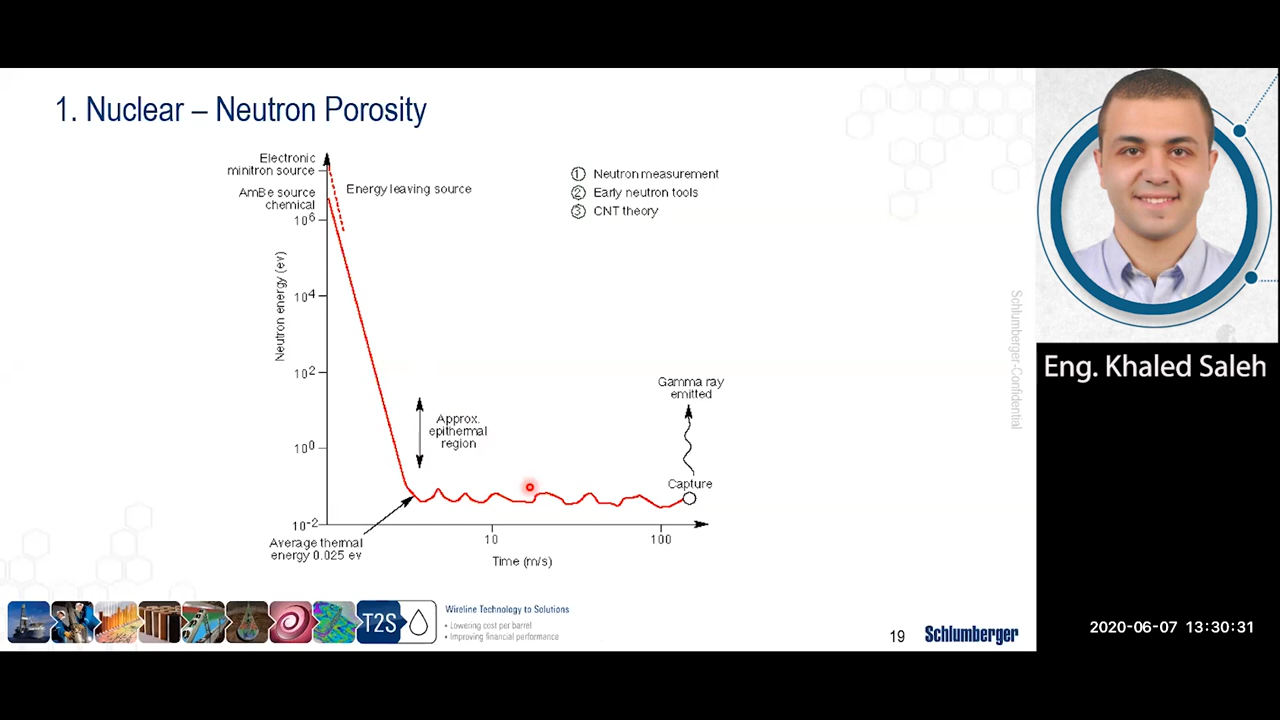 1. Nuclear – Neutron Porosity
Electronic
minitron source
AmBe source
chemical
Energy leaving source
1 Neutron measurement
2 Early neutron tools
3 CNT theory
Neutron energy (ev)
10⁶
10⁴
10²
10⁰
10⁻²
Approx.
epithermal
region
Gamma ray
emitted
Capture
Average thermal
energy 0.025 ev
10
100
Time (m/s)
Schlumberger-Confidential
T2S
Wireline Technology to Solutions
• Lowering cost per barrel
• Improving financial performance
19
Schlumberger
Eng. Khaled Saleh
2020-06-07 13:30:31